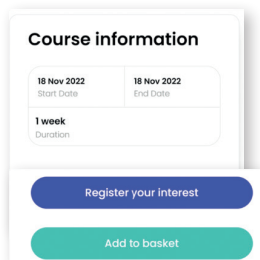 Course information
18 Nov 2022 18 Nov 2022
Start Date End Date
1 week
Duration
Register your interest
Add to basket